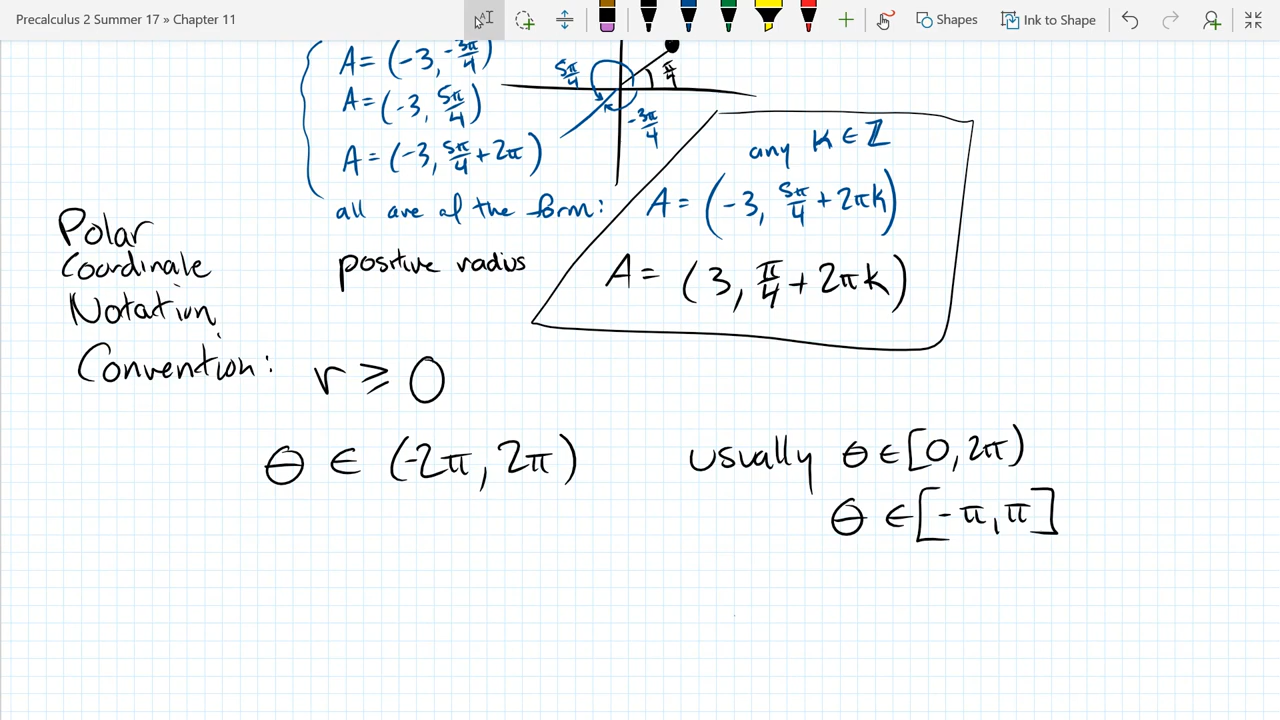 Precalculus 2 Summer 17 » Chapter 11
Shapes
Ink to Shape
A = (-3, -3π/4)
A = (-3, 5π/4)
A = (-3, 5π/4 + 2π)
all are of the form:
5π/4
π/4
-3π/4
any K ∈ ℤ
A = (-3, 5π/4 + 2πK)
positive radius
A = (3, π/4 + 2πK)
Polar
Coordinate
Notation
Convention:
r ⩾ 0
θ ∈ (-2π, 2π)
usually θ ∈ [0, 2π)
θ ∈ [-π, π]